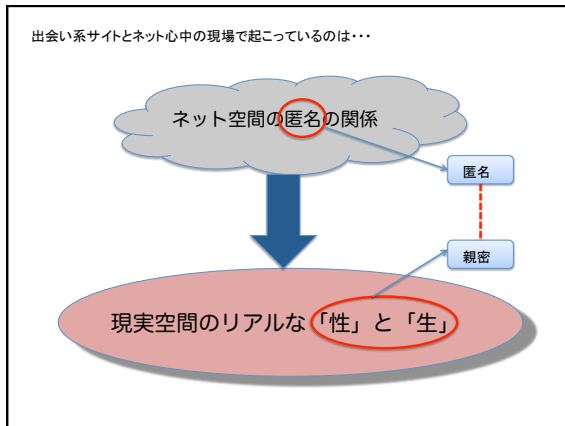 出会い系サイトとネット心中の現場で起こっているのは・・・
ネット空間の匿名の関係
匿名
親密
現実空間のリアルな「性」と「生」